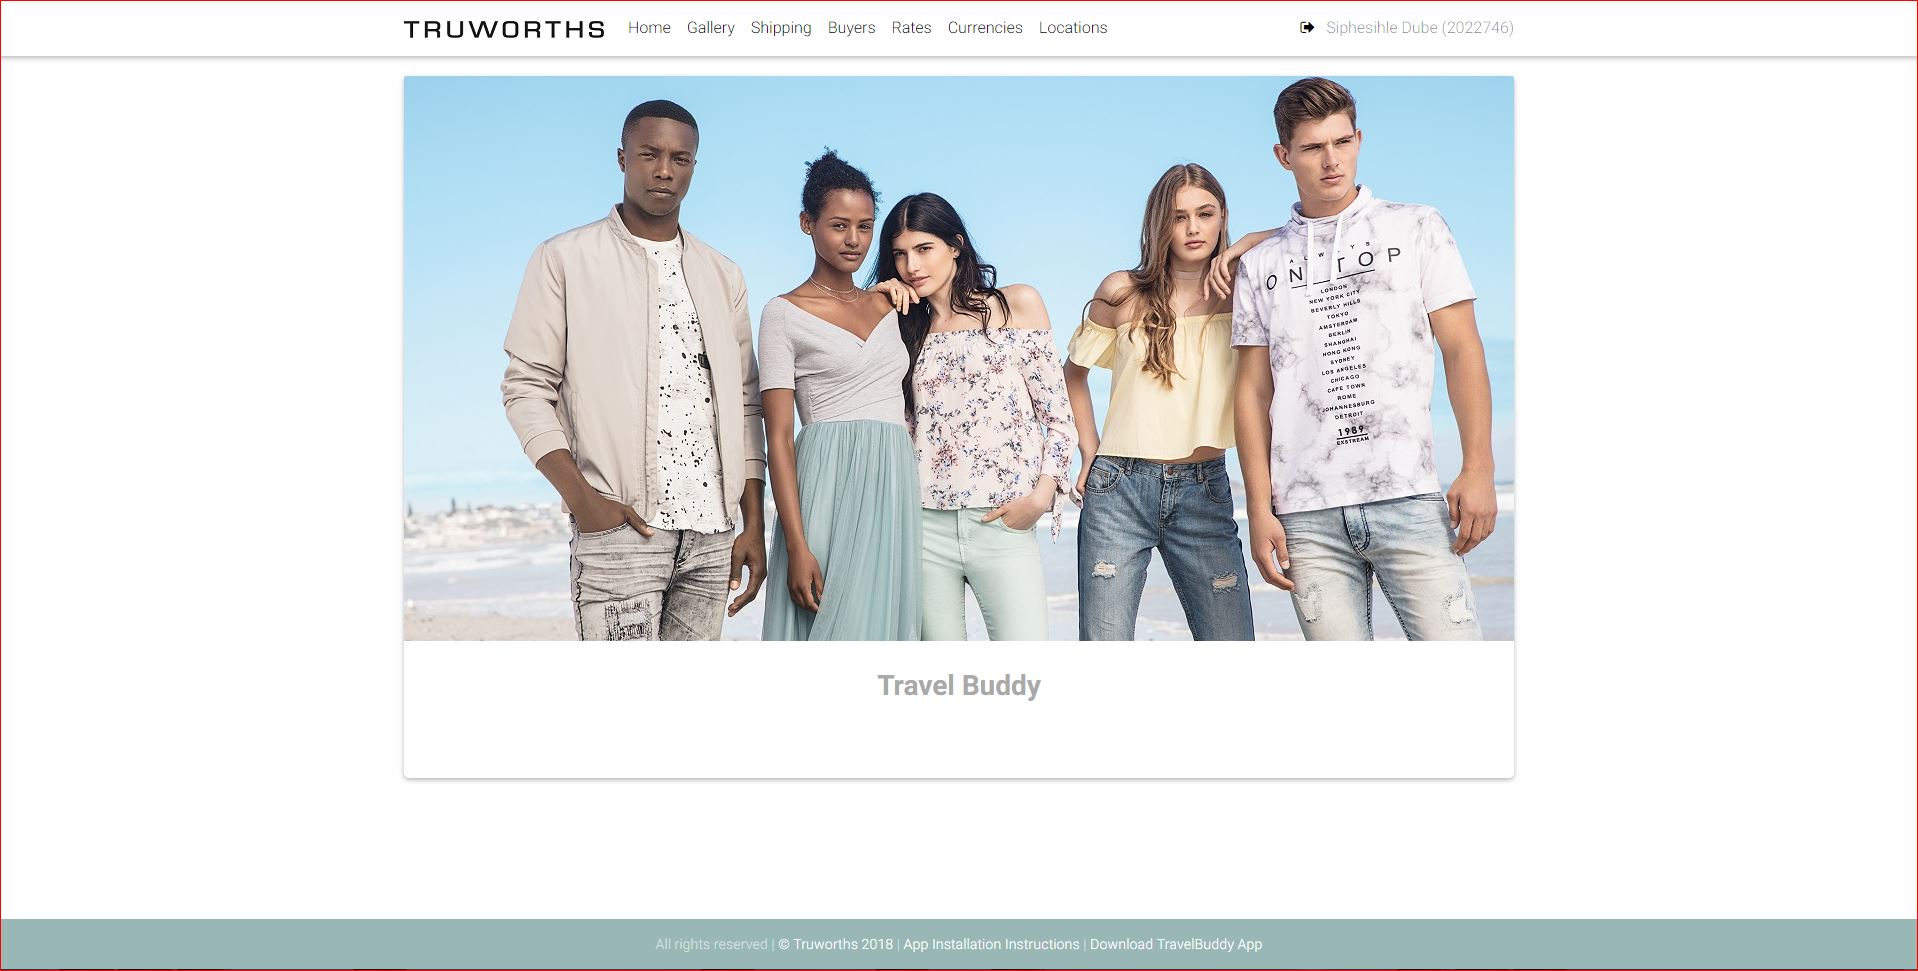 TRUWORTHS Home Gallery Shipping Buyers Rates Currencies Locations Siphesihle Dube (2022746)
ALWAYS
ON TOP
LONDON
NEW YORK CITY
BEVERLY HILLS
TOKYO
AMSTERDAM
BERLIN
SHANGHAI
HONG KONG
SYDNEY
LOS ANGELES
CHICAGO
CAPE TOWN
ROME
JOHANNESBURG
DETROIT
1989
EXSTREAM
Travel Buddy
All rights reserved | © Truworths 2018 | App Installation Instructions | Download TravelBuddy App